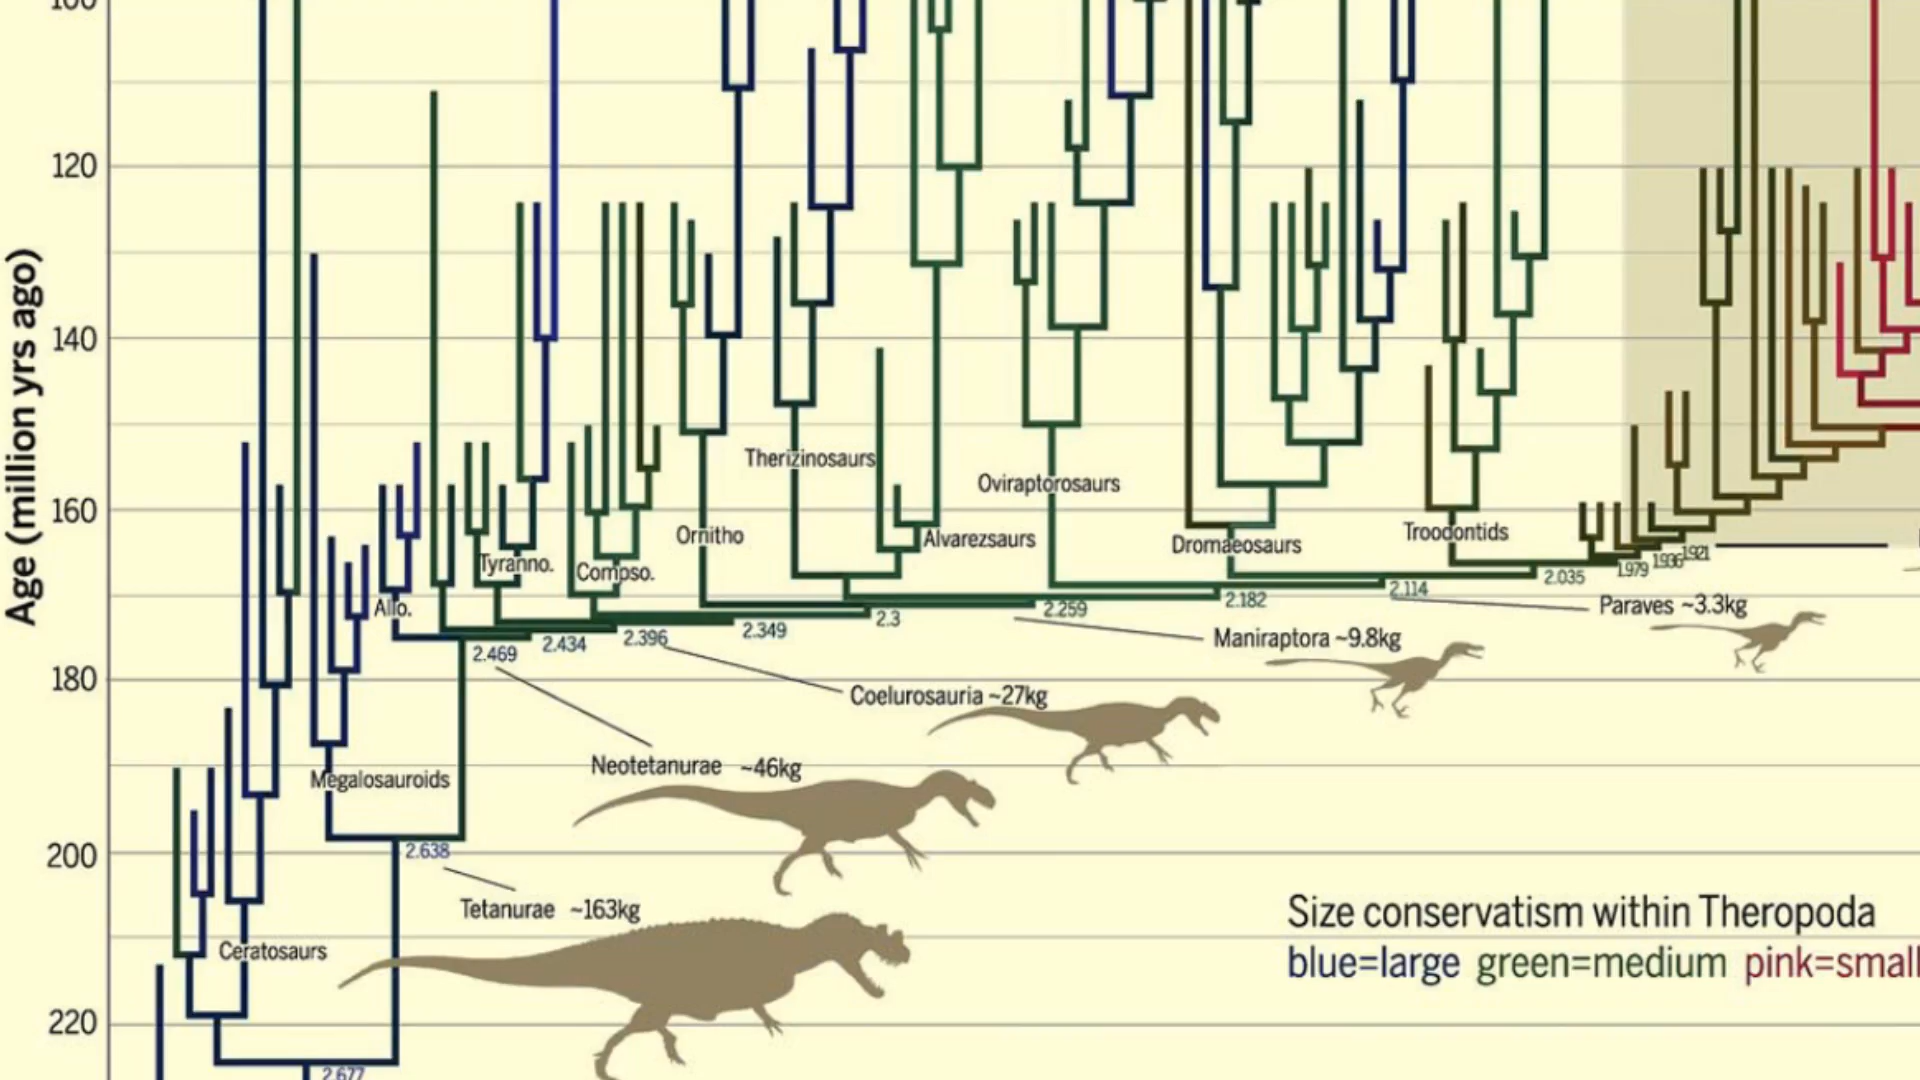 100
120
140
160
180
200
220
Age (million yrs ago)
Therizinosaurs
Oviraptorosaurs
Ornitho
Alvarezsaurs
Dromaeosaurs
Troodontids
Tyranno.
Compso.
Allo.
1.979
1.936
1.921
2.035
2.114
2.182
2.259
2.3
2.349
2.396
2.434
2.469
Paraves ~3.3kg
Maniraptora ~9.8kg
Coelurosauria ~27kg
Neotetanurae ~46kg
Megalosauroids
2.638
Tetanurae ~163kg
Ceratosaurs
2.677
Size conservatism within Theropoda
blue=large green=medium pink=small